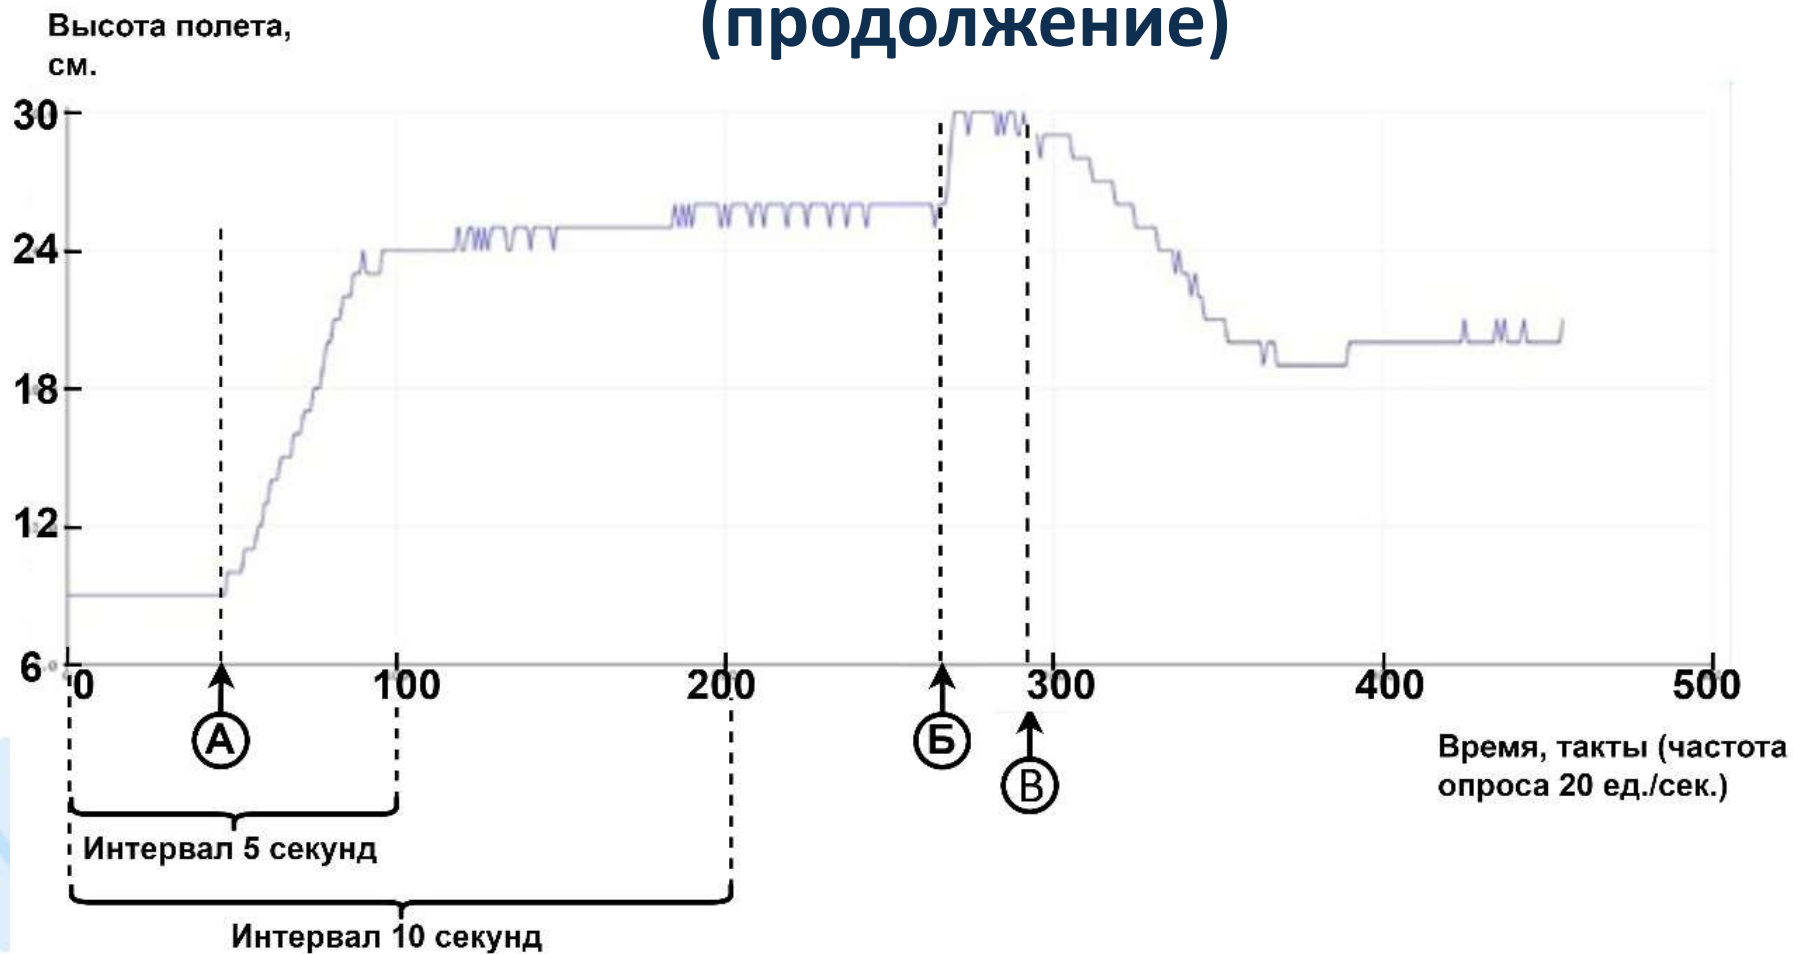 (продолжение)
Высота полета,
см.
30
24
18
12
6
0
100
200
300
400
500
А
Б
В
Время, такты (частота
опроса 20 ед./сек.)
Интервал 5 секунд
Интервал 10 секунд